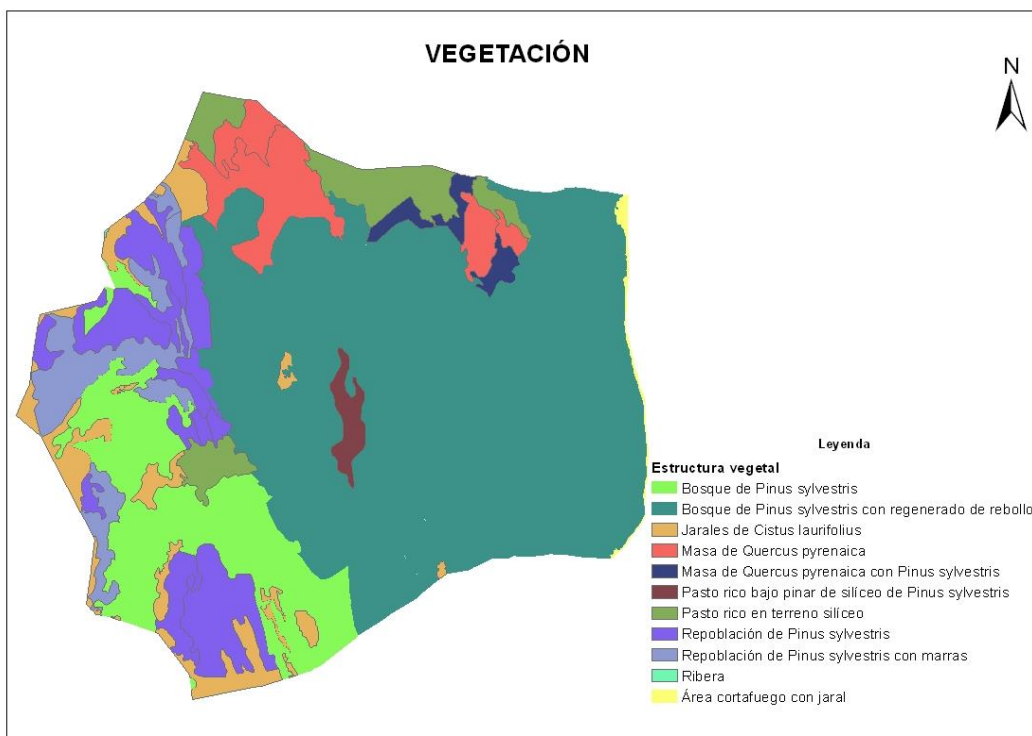 VEGETACIÓN
N
Leyenda
Estructura vegetal
Bosque de Pinus sylvestris
Bosque de Pinus sylvestris con regenerado de rebollo
Jarales de Cistus laurifolius
Masa de Quercus pyrenaica
Masa de Quercus pyrenaica con Pinus sylvestris
Pasto rico bajo pinar de silíceo de Pinus sylvestris
Pasto rico en terreno silíceo
Repoblación de Pinus sylvestris
Repoblación de Pinus sylvestris con marras
Ribera
Área cortafuego con jaral